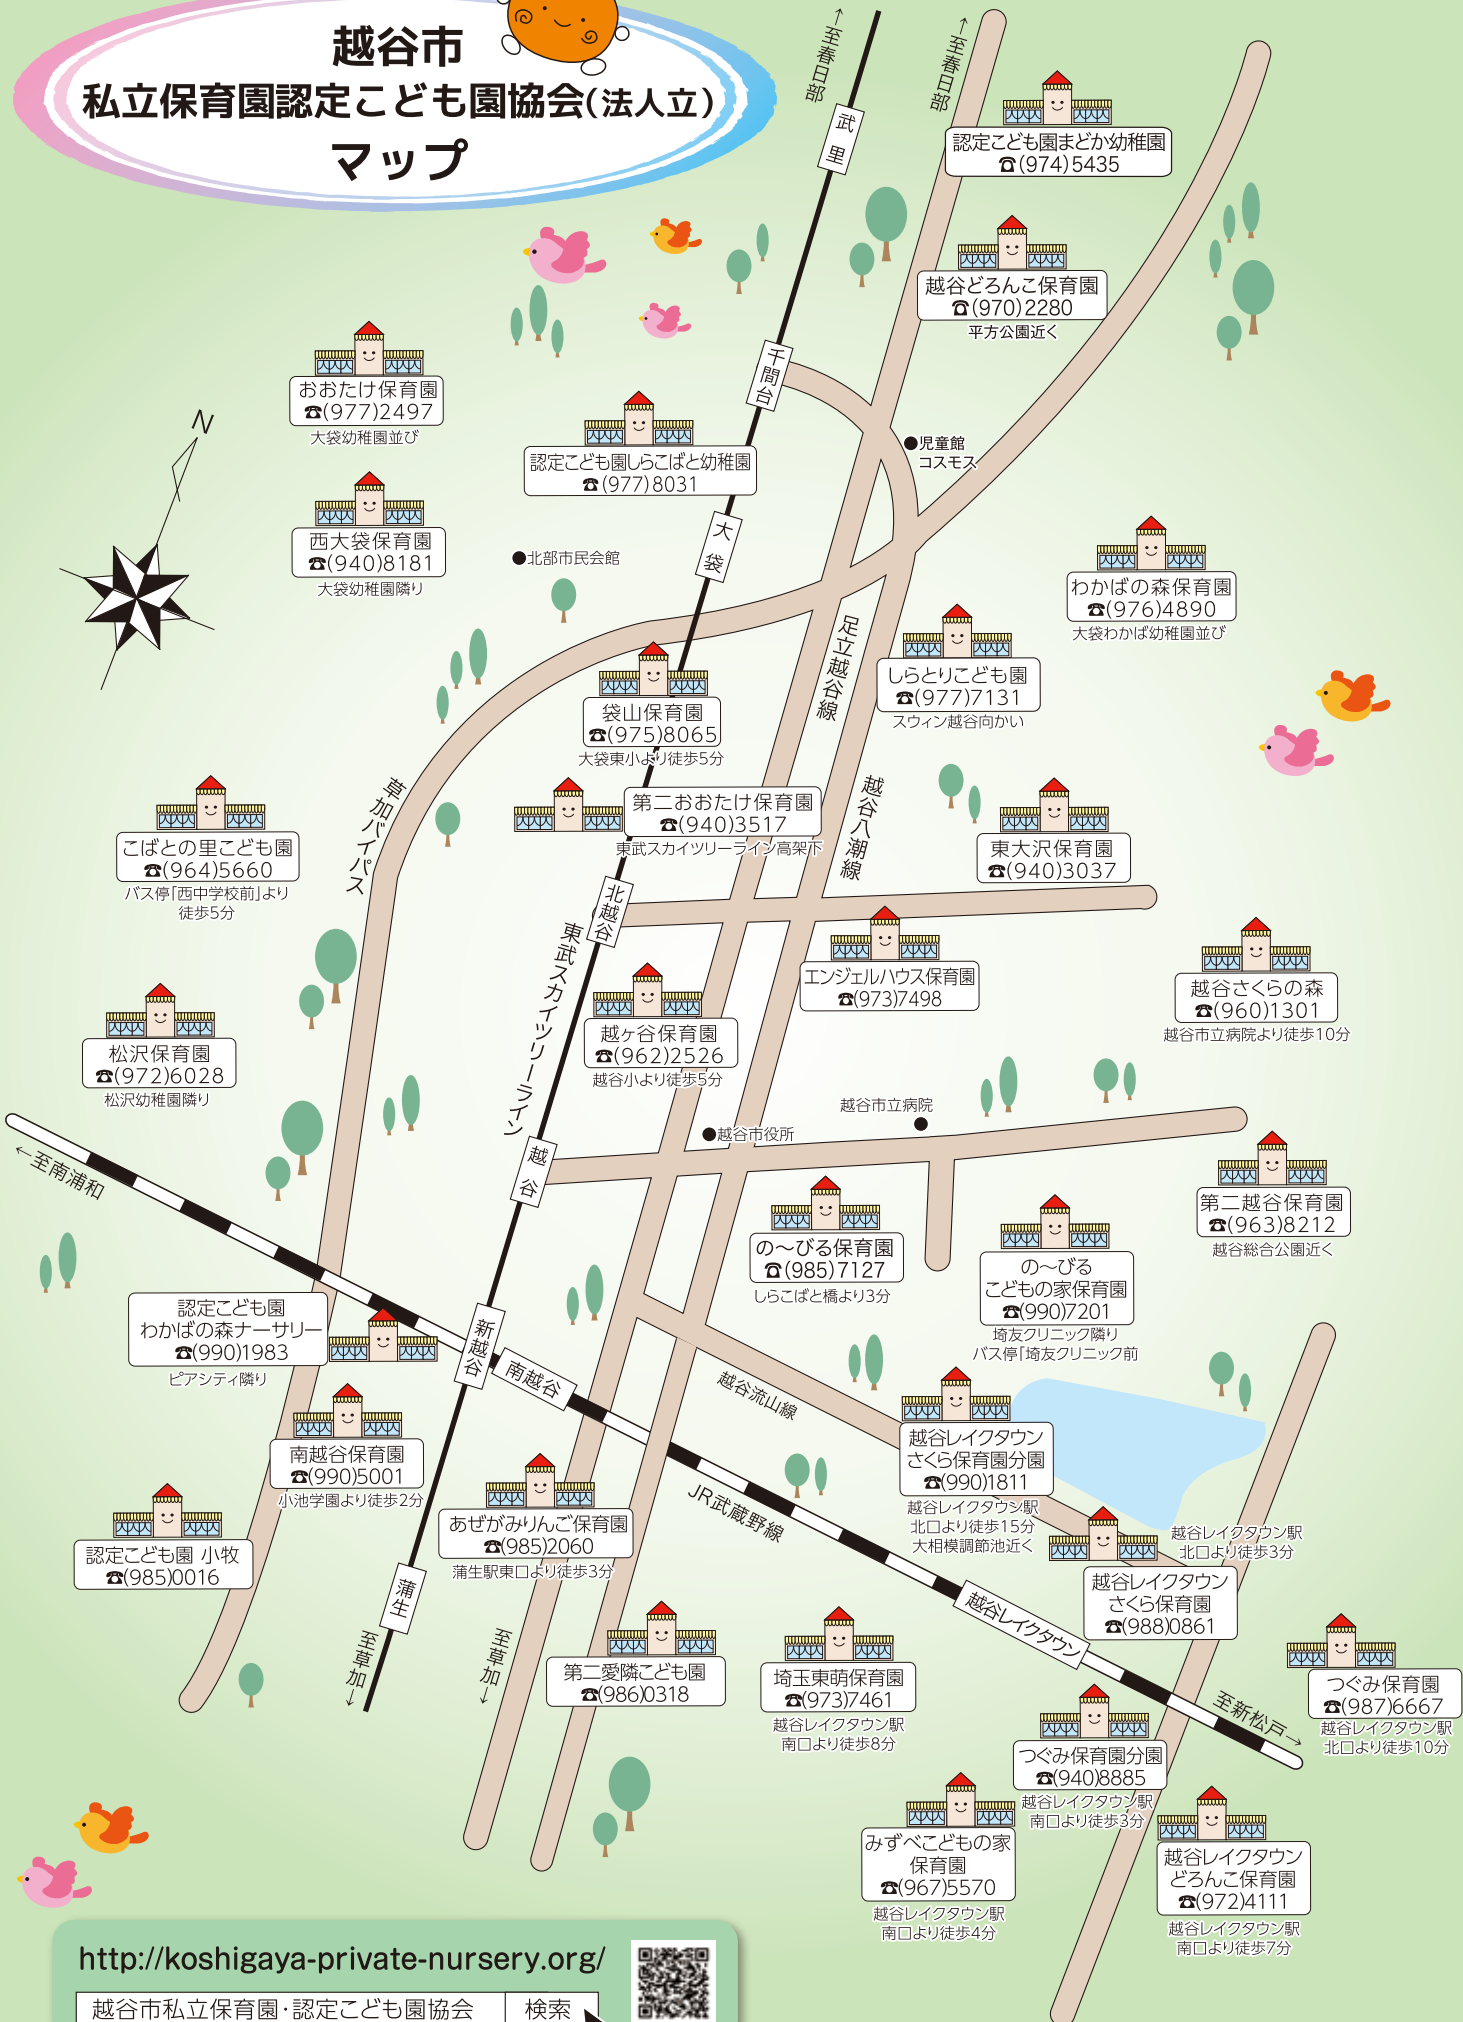 越谷市
私立保育園認定こども園協会(法人立)
マップ
←至春日部
←至春日部
武里
認定こども園まどか幼稚園
☎(974)5435
越谷どろんこ保育園
☎(970)2280
平方公園近く
おおたけ保育園
☎(977)2497
大袋幼稚園並び
千間台
N
認定こども園しらこばと幼稚園
☎(977)8031
●児童館
コスモス
西大袋保育園
☎(940)8181
大袋幼稚園隣り
大袋
●北部市民会館
わかばの森保育園
☎(976)4890
大袋わかば幼稚園並び
足立越谷線
しらとりこども園
☎(977)7131
スウィン越谷向かい
袋山保育園
☎(975)8065
大袋東小より徒歩5分
草加バイパス
第二おおたけ保育園
☎(940)3517
東武スカイツリーライン高架下
越谷八潮線
こばとの里こども園
☎(964)5660
バス停「西中学校前」より
徒歩5分
東大沢保育園
☎(940)3037
北越谷
東武スカイツリーライン
エンジェルハウス保育園
☎(973)7498
越谷さくらの森
☎(960)1301
越谷市立病院より徒歩10分
越ヶ谷保育園
☎(962)2526
越谷小より徒歩5分
松沢保育園
☎(972)6028
松沢幼稚園隣り
越谷市立病院
●
●越谷市役所
←至南浦和
越谷
の〜びる保育園
☎(985)7127
しらこばと橋より3分
第二越谷保育園
☎(963)8212
越谷総合公園近く
の〜びる
こどもの家保育園
☎(990)7201
埼友クリニック隣り
バス停「埼友クリニック前
認定こども園
わかばの森ナーサリー
☎(990)1983
ピアシティ隣り
新越谷
南越谷
越谷流山線
南越谷保育園
☎(990)5001
小池学園より徒歩2分
越谷レイクタウン
さくら保育園分園
☎(990)1811
越谷レイクタウン駅
北口より徒歩15分
大相模調節池近く
JR武蔵野線
あぜがみりんご保育園
☎(985)2060
蒲生駅東口より徒歩3分
認定こども園 小牧
☎(985)0016
越谷レイクタウン駅
北口より徒歩3分
越谷レイクタウン
さくら保育園
☎(988)0861
蒲生
越谷レイクタウン
至草加→
至草加→
第二愛隣こども園
☎(986)0318
埼玉東萌保育園
☎(973)7461
越谷レイクタウン駅
南口より徒歩8分
つぐみ保育園
☎(987)6667
越谷レイクタウン駅
北口より徒歩10分
至新松戸→
つぐみ保育園分園
☎(940)8885
越谷レイクタウン駅
南口より徒歩3分
みずべこどもの家
保育園
☎(967)5570
越谷レイクタウン駅
南口より徒歩4分
越谷レイクタウン
どろんこ保育園
☎(972)4111
越谷レイクタウン駅
南口より徒歩7分
http://koshigaya-private-nursery.org/
越谷市私立保育園・認定こども園協会 検索